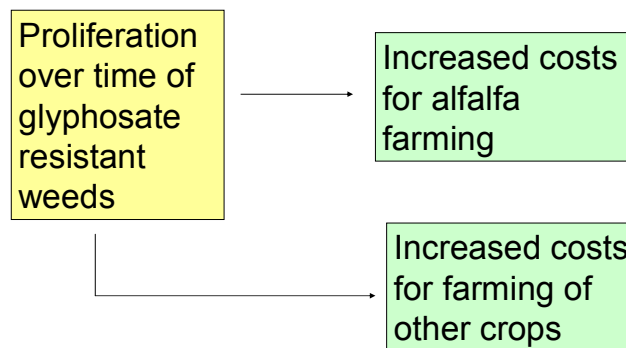 Proliferation
over time of
glyphosate
resistant
weeds
Increased costs
for alfalfa
farming
Increased costs
for farming of
other crops